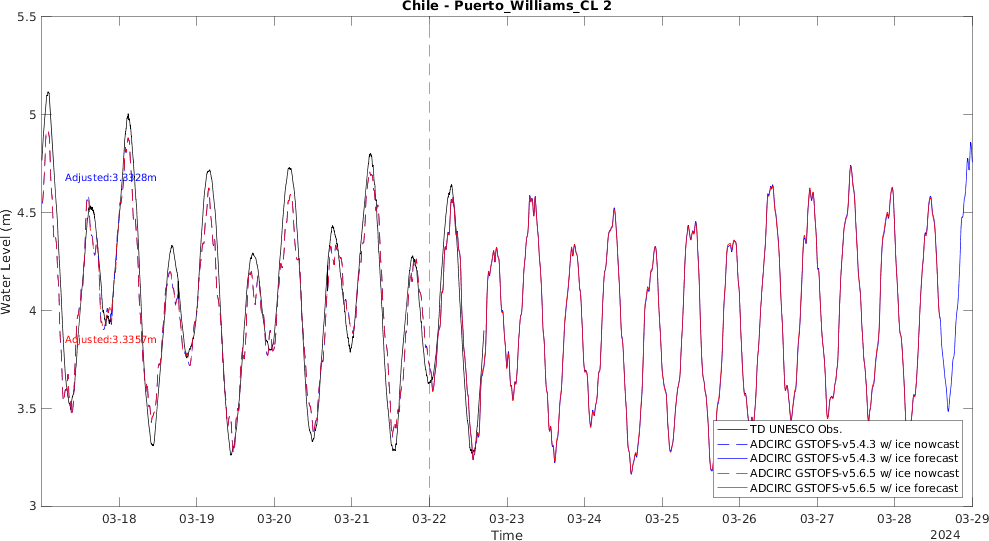 Chile - Puerto_Williams_CL 2
5.5
5
4.5
4
3.5
3
Water Level (m)
Adjusted:3.3328m
Adjusted:3.3357m
TD UNESCO Obs.
ADCIRC GSTOFS-v5.4.3 w/ ice nowcast
ADCIRC GSTOFS-v5.4.3 w/ ice forecast
ADCIRC GSTOFS-v5.6.5 w/ ice nowcast
ADCIRC GSTOFS-v5.6.5 w/ ice forecast
03-18 03-19 03-20 03-21 03-22 03-23 03-24 03-25 03-26 03-27 03-28 03-29
Time
2024